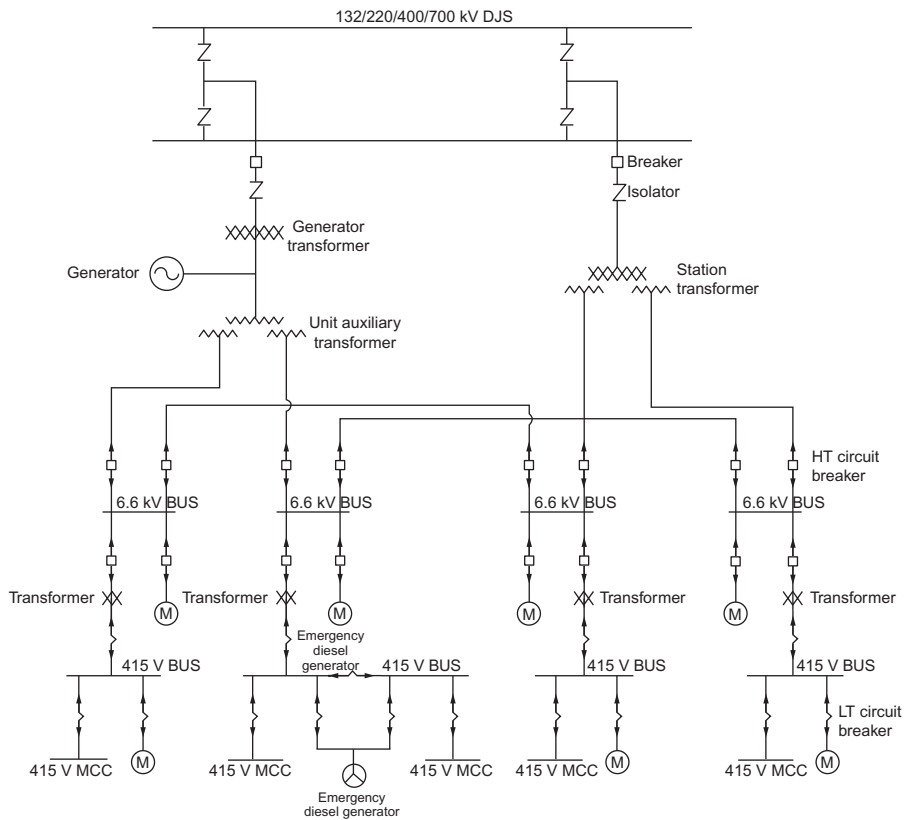 132/220/400/700 kV DJS
Breaker
Isolator
Generator
transformer
Generator
Station
transformer
Unit auxiliary
transformer
HT circuit
breaker
6.6 kV BUS
6.6 kV BUS
6.6 kV BUS
6.6 kV BUS
Transformer
M
Transformer
M
M
Transformer
M
Transformer
Emergency
diesel
generator
415 V BUS
415 V BUS
415 V BUS
415 V BUS
LT circuit
breaker
415 V MCC
M
415 V MCC
415 V MCC
415 V MCC
M
415 V MCC
M
Emergency
diesel generator